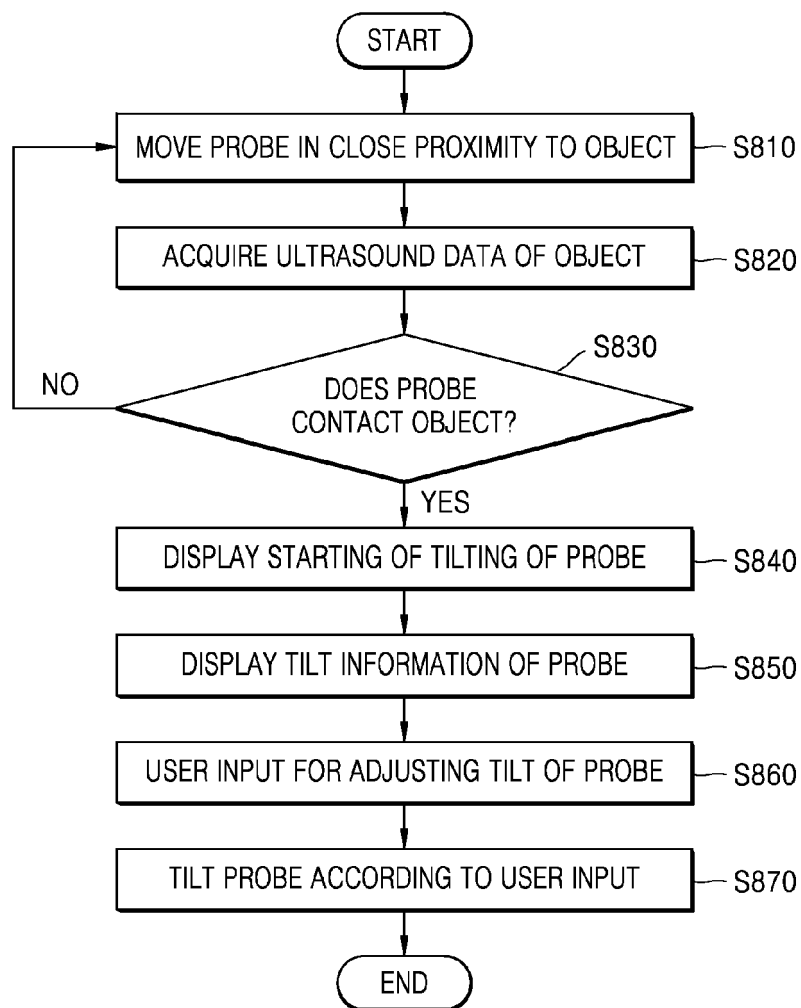 START
MOVE PROBE IN CLOSE PROXIMITY TO OBJECT
S810
ACQUIRE ULTRASOUND DATA OF OBJECT
S820
S830
NO
DOES PROBE
CONTACT OBJECT?
YES
DISPLAY STARTING OF TILTING OF PROBE
S840
DISPLAY TILT INFORMATION OF PROBE
S850
USER INPUT FOR ADJUSTING TILT OF PROBE
S860
TILT PROBE ACCORDING TO USER INPUT
S870
END